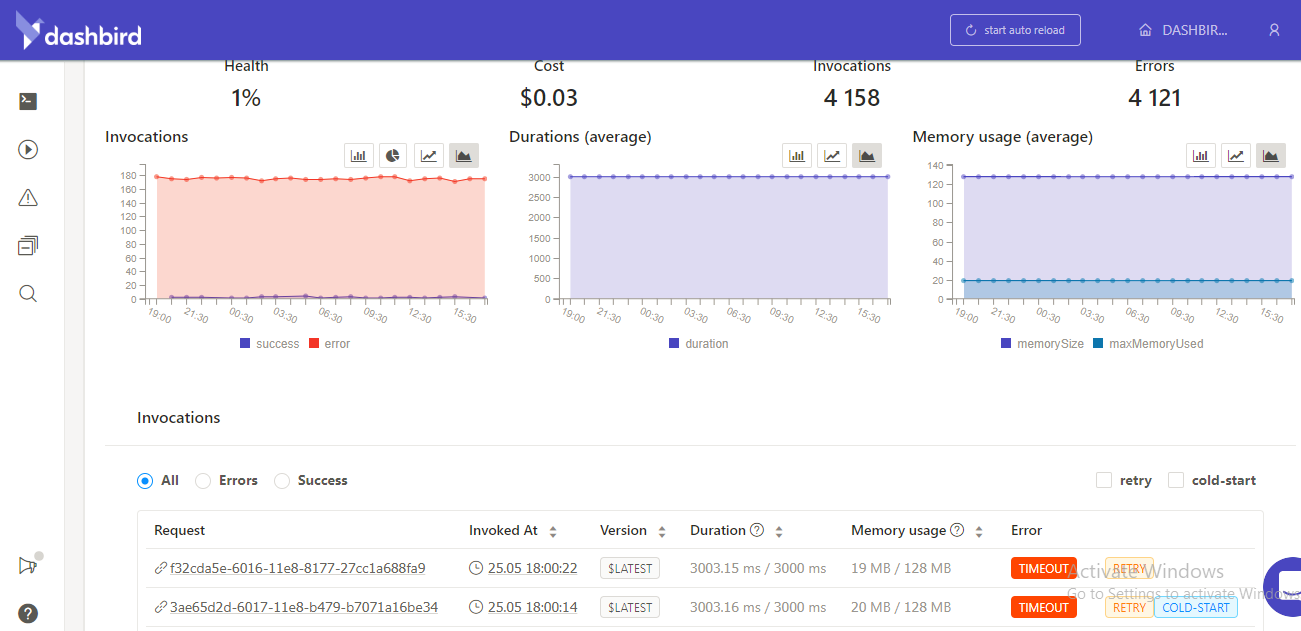 dashbird
start auto reload
DASHBIR...
Health Cost Invocations Errors
1% $0.03 4 158 4 121
Invocations
180
160
140
120
100
80
60
40
20
0
19:00 21:30 00:30 03:30 06:30 09:30 12:30 15:30
success error
Durations (average)
3000
2500
2000
1500
1000
500
0
19:00 21:30 00:30 03:30 06:30 09:30 12:30 15:30
duration
Memory usage (average)
140
120
100
80
60
40
20
0
19:00 21:30 00:30 03:30 06:30 09:30 12:30 15:30
memorySize maxMemoryUsed
Invocations
All Errors Success retry cold-start
Request Invoked At Version Duration ? Memory usage ? Error
f32cda5e-6016-11e8-8177-27cc1a688fa9 25.05 18:00:22 $LATEST 3003.15 ms / 3000 ms 19 MB / 128 MB TIMEOUT RETRY
3ae65d2d-6017-11e8-b479-b7071a16be34 25.05 18:00:14 $LATEST 3003.16 ms / 3000 ms 20 MB / 128 MB TIMEOUT RETRY COLD-START
Activate Windows
Go to Settings to activate Windows
?